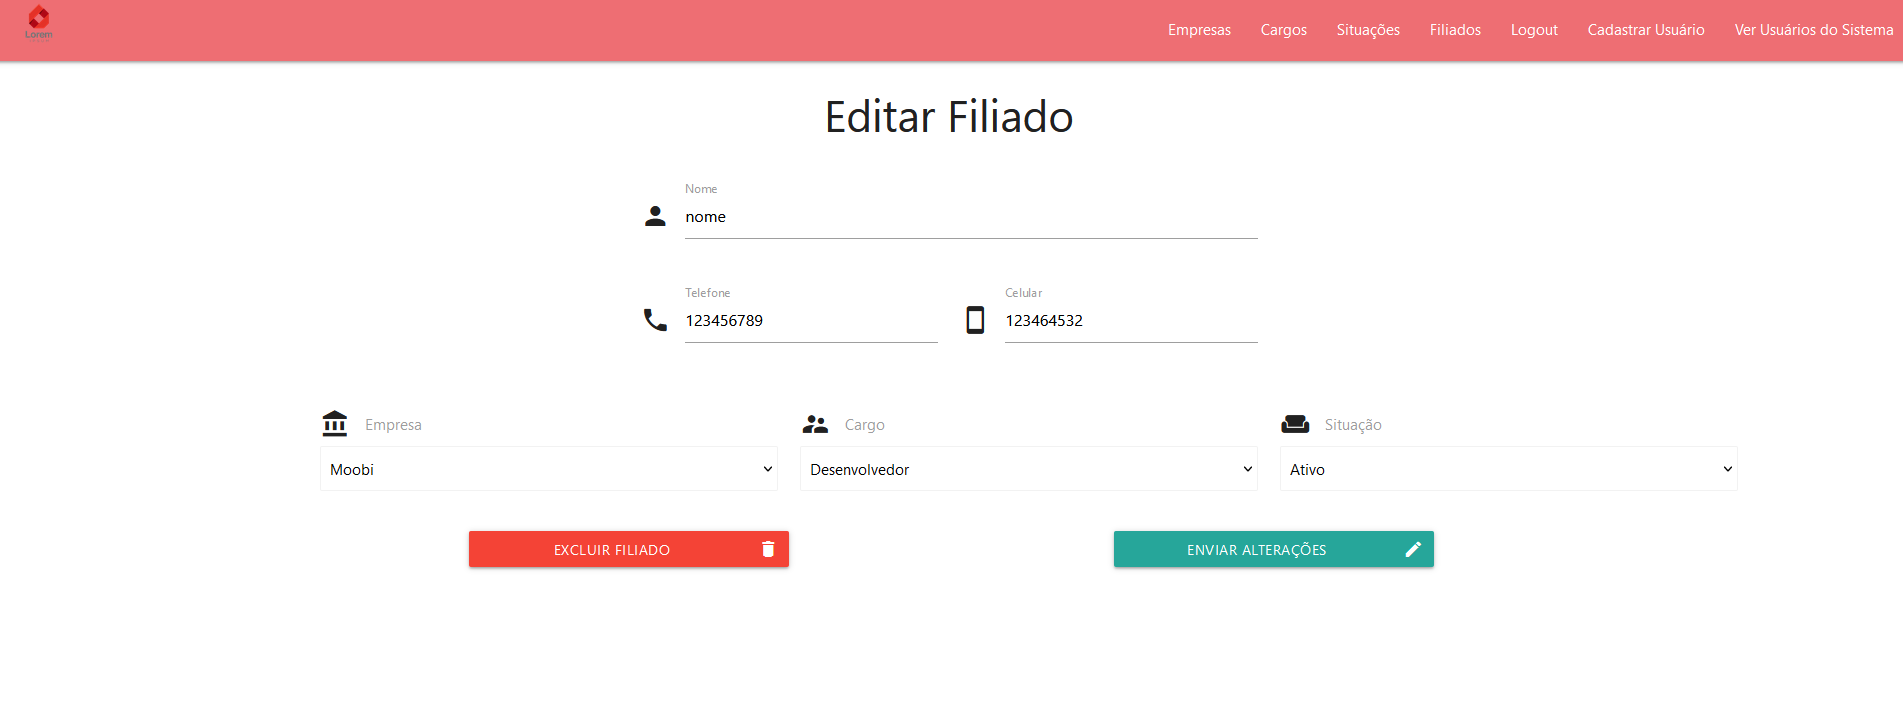 Lorem
Empresas Cargos Situações Filiados Logout Cadastrar Usuário Ver Usuários do Sistema
Editar Filiado
Nome
nome
Telefone Celular
123456789 123464532
Empresa Cargo Situação
Moobi Desenvolvedor Ativo
EXCLUIR FILIADO ENVIAR ALTERAÇÕES